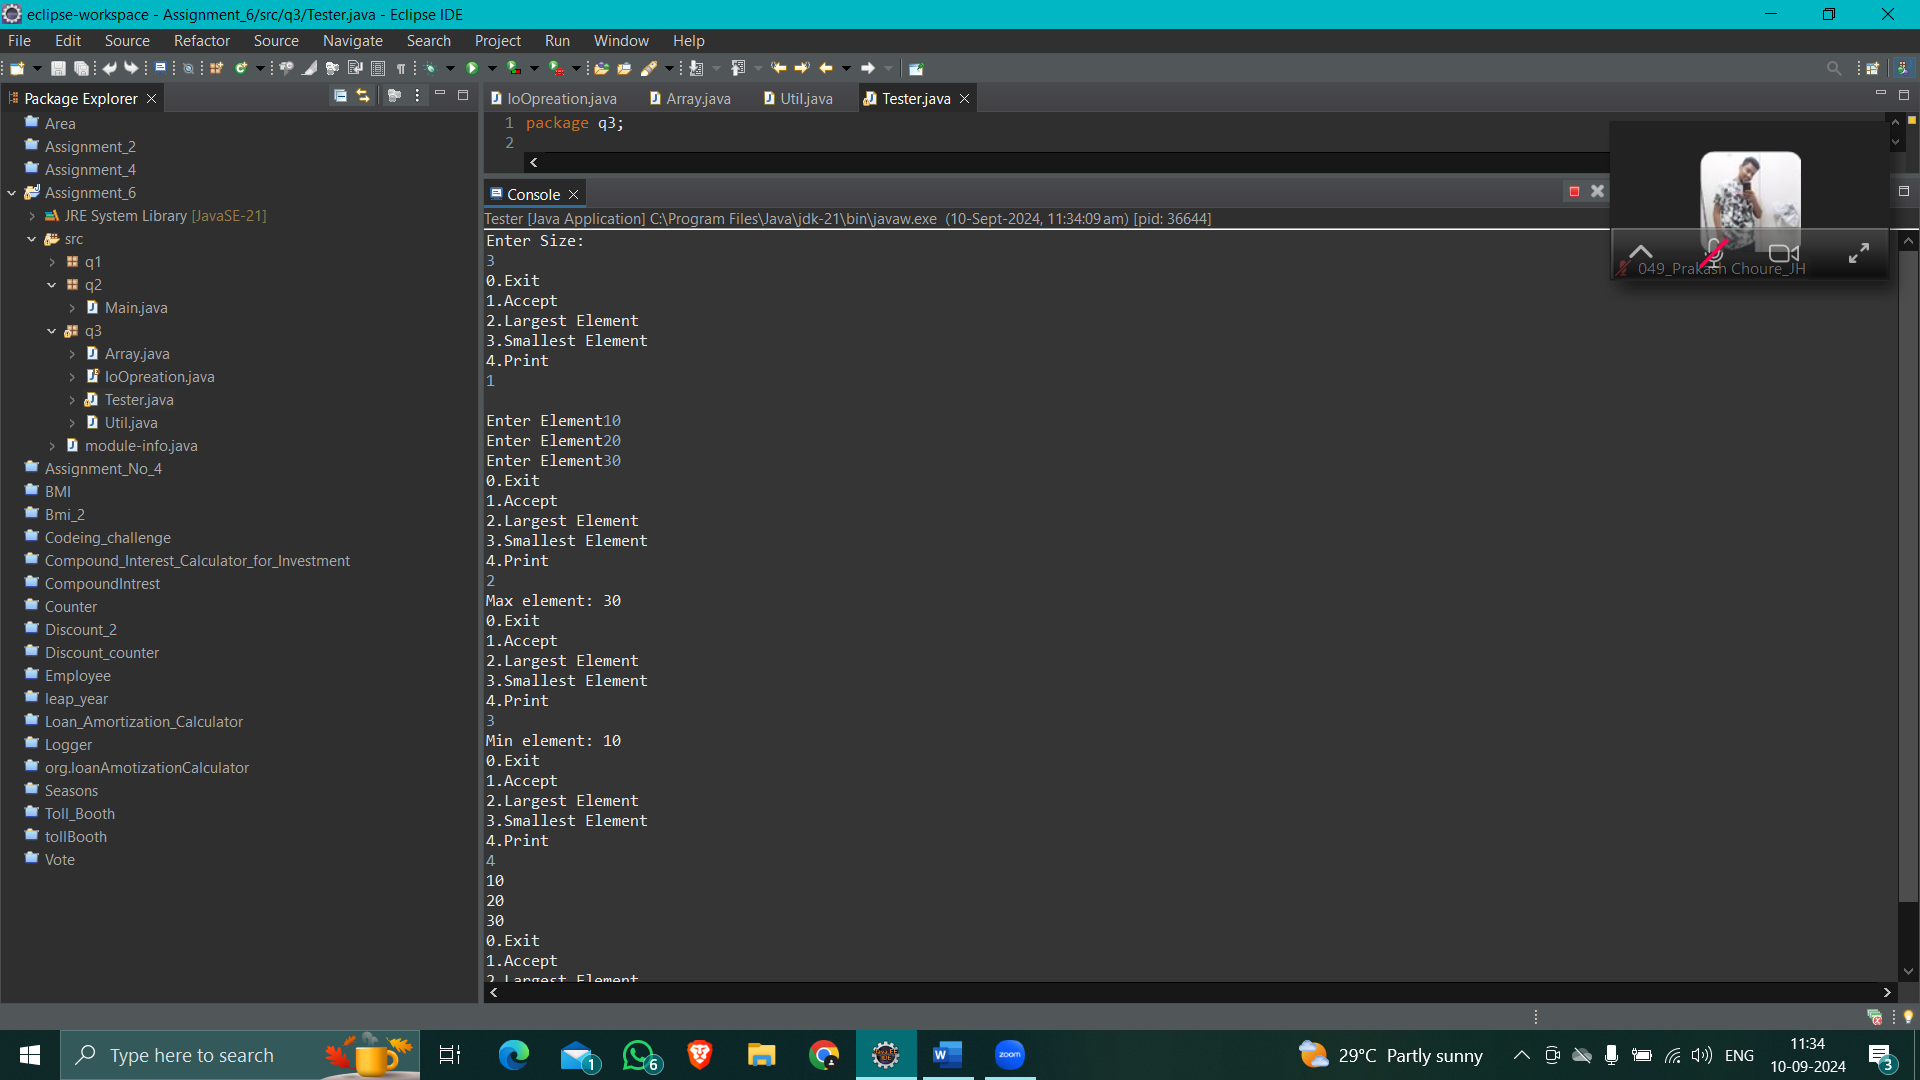 eclipse-workspace - Assignment_6/src/q3/Tester.java - Eclipse IDE
File Edit Source Refactor Source Navigate Search Project Run Window Help
Package Explorer
IoOpreation.java Array.java Util.java Tester.java
Area
Assignment_2
Assignment_4
Assignment_6
JRE System Library [JavaSE-21]
src
q1
q2
Main.java
q3
Array.java
IoOpreation.java
Tester.java
Util.java
module-info.java
Assignment_No_4
BMI
Bmi_2
Codeing_challenge
Compound_Interest_Calculator_for_Investment
CompoundIntrest
Counter
Discount_2
Discount_counter
Employee
leap_year
Loan_Amortization_Calculator
Logger
org.loanAmotizationCalculator
Seasons
Toll_Booth
tollBooth
Vote
1 package q3;
2
Console
Tester [Java Application] C:\Program Files\Java\jdk-21\bin\javaw.exe (10-Sept-2024, 11:34:09 am) [pid: 36644]
Enter Size:
3
0.Exit
1.Accept
2.Largest Element
3.Smallest Element
4.Print
1
Enter Element10
Enter Element20
Enter Element30
0.Exit
1.Accept
2.Largest Element
3.Smallest Element
4.Print
2
Max element: 30
0.Exit
1.Accept
2.Largest Element
3.Smallest Element
4.Print
3
Min element: 10
0.Exit
1.Accept
2.Largest Element
3.Smallest Element
4.Print
4
10
20
30
0.Exit
1.Accept
2.Largest Element
049_Prakash Choure_JH
Type here to search
1
6
zoom
29°C Partly sunny
ENG
11:34
10-09-2024
3